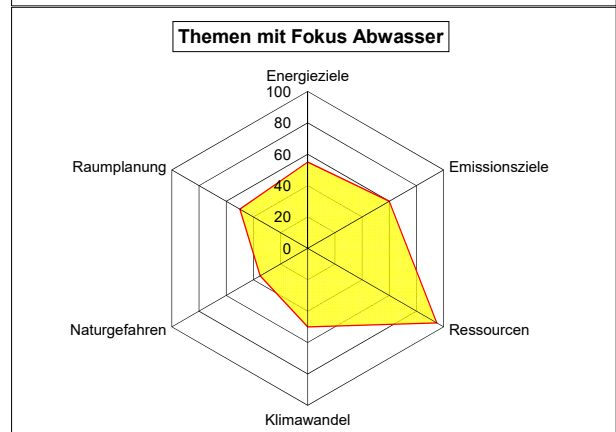 Themen mit Fokus Abwasser
Energieziele
100
80
60
40
20
0
Emissionsziele
Raumplanung
Naturgefahren
Ressourcen
Klimawandel